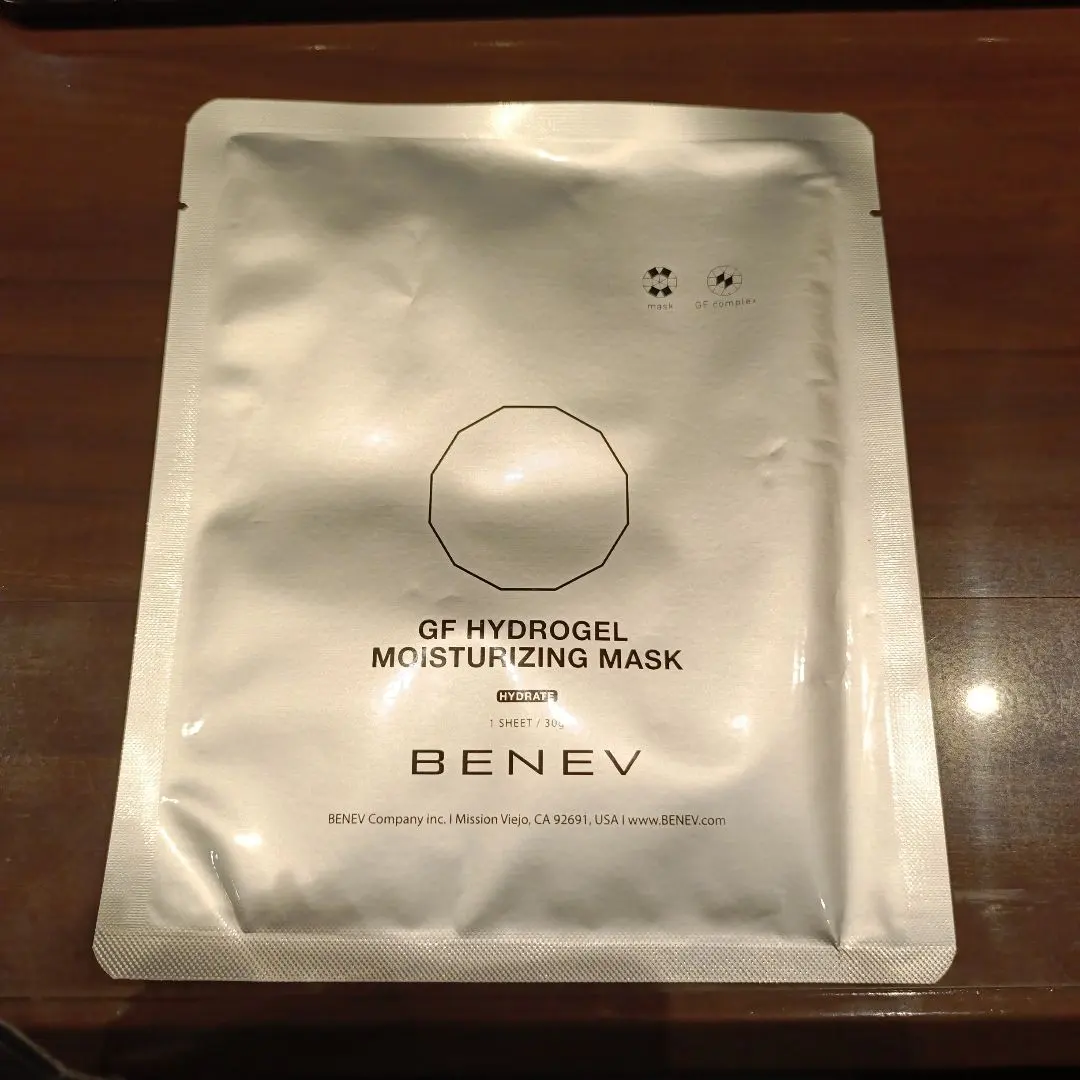 mask GF complex
GF HYDROGEL
MOISTURIZING MASK
HYDRATE
1 SHEET / 30g
BENEV
BENEV Company inc. I Mission Viejo, CA 92691, USA I www.BENEV.com